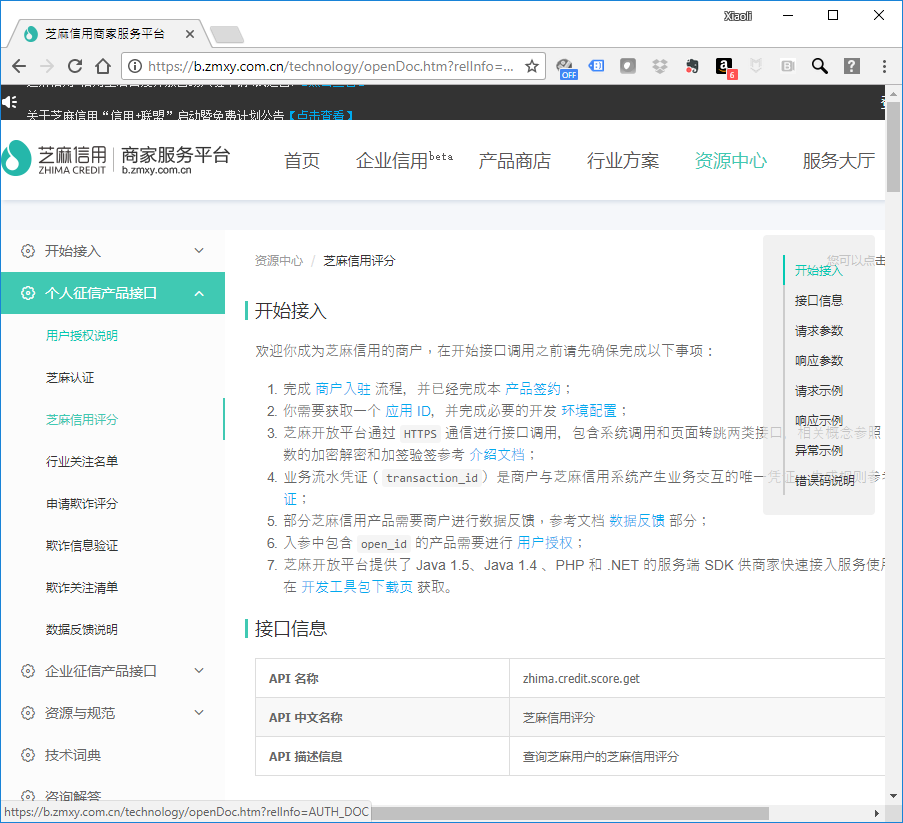 Xiaoli
芝麻信用商家服务平台
https://b.zmxy.com.cn/technology/openDoc.htm?relInfo=...
OFF
6
关于芝麻信用“信用+联盟”启动暨免费计划公告【点击查看】
芝麻信用 商家服务平台
ZHIMA CREDIT b.zmxy.com.cn
首页 企业信用beta 产品商店 行业方案 资源中心 服务大厅
开始接入
个人征信产品接口
用户授权说明
芝麻认证
芝麻信用评分
行业关注名单
申请欺诈评分
欺诈信息验证
欺诈关注清单
数据反馈说明
企业征信产品接口
资源与规范
技术词典
咨询解答
资源中心 / 芝麻信用评分
您可以点击
开始接入
欢迎你成为芝麻信用的商户，在开始接口调用之前请先确保完成以下事项：
1. 完成 商户入驻 流程，并已经完成本 产品签约；
2. 你需要获取一个 应用 ID，并完成必要的开发 环境配置；
3. 芝麻开放平台通过 HTTPS 通信进行接口调用，包含系统调用和页面转跳两类接口，相关概念参照
数的加密解密和加签验签参考 介绍文档；
4. 业务流水凭证（ transaction_id ）是商户与芝麻信用系统产生业务交互的唯一凭证，生成规则参考
证；
5. 部分芝麻信用产品需要商户进行数据反馈，参考文档 数据反馈 部分；
6. 入参中包含 open_id 的产品需要进行 用户授权；
7. 芝麻开放平台提供了 Java 1.5、Java 1.4 、PHP 和 .NET 的服务端 SDK 供商家快速接入服务使用
在 开发工具包下载页 获取。
接口信息
API 名称 zhima.credit.score.get
API 中文名称 芝麻信用评分
API 描述信息 查询芝麻用户的芝麻信用评分
开始接入
接口信息
请求参数
响应参数
请求示例
响应示例
异常示例
错误码说明
https://b.zmxy.com.cn/technology/openDoc.htm?relInfo=AUTH_DOC